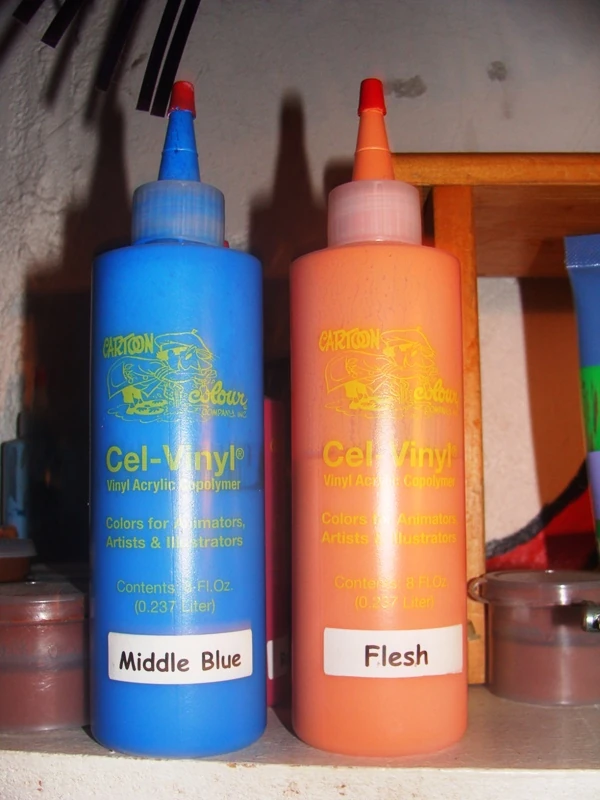 CARTOON
colour
COMPANY INC.
Cel-Vinyl®
Vinyl Acrylic Copolymer
Colors for Animators,
Artists & Illustrators
Contents: 8 Fl.Oz.
(0.237 Liter)
Middle Blue
CARTOON
colour
COMPANY INC.
Cel-Vinyl®
Vinyl Acrylic Copolymer
Colors for Animators,
Artists & Illustrators
Contents: 8 Fl.Oz.
(0.237 Liter)
Flesh